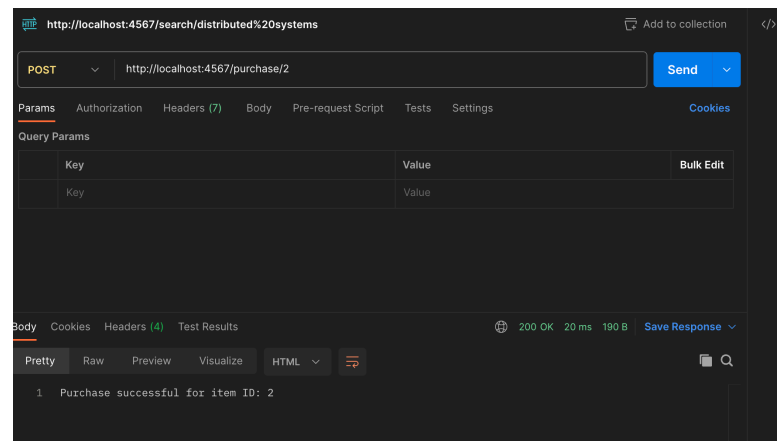 HTTP http://localhost:4567/search/distributed%20systems Add to collection </>
POST http://localhost:4567/purchase/2 Send
Params Authorization Headers (7) Body Pre-request Script Tests Settings Cookies
Query Params
Key Value Bulk Edit
Key Value
Body Cookies Headers (4) Test Results 200 OK 20 ms 190 B Save Response
Pretty Raw Preview Visualize HTML
1 Purchase successful for item ID: 2